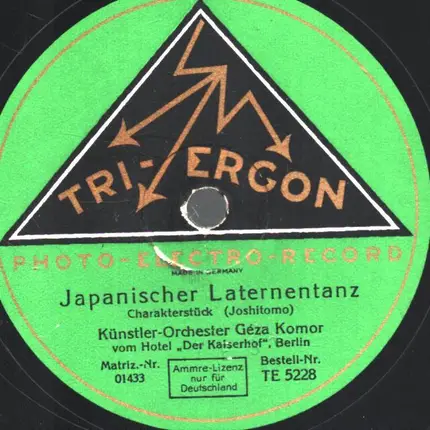 TRI-ERGON
PHOTO-ELECTRO-RECORD
MADE IN GERMANY
Japanischer Laternentanz
Charakterstück (Joshitomo)
Künstler-Orchester Géza Komor
vom Hotel „Der Kaiserhof“, Berlin
Matriz.-Nr. Bestell-Nr.
01433 TE 5228
Ammre-Lizenz
nur für
Deutschland